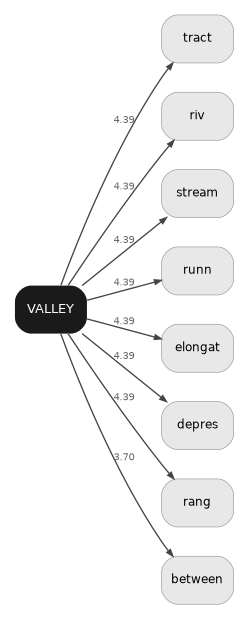 tract
4.39
riv
4.39
stream
4.39
runn
4.39
VALLEY
4.39
elongat
4.39
depres
4.39
rang
3.70
between